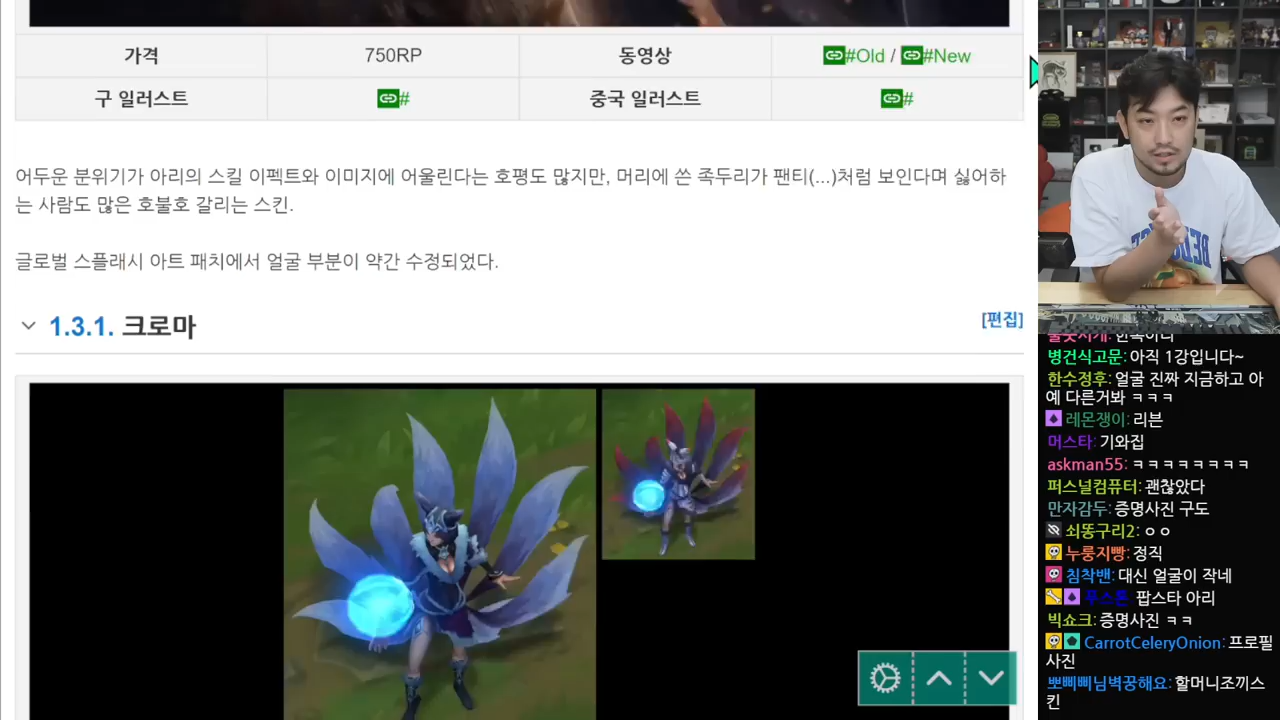 가격 750RP 동영상 #Old / #New
구 일러스트 # 중국 일러스트 #
어두운 분위기가 아리의 스킬 이펙트와 이미지에 어울린다는 호평도 많지만, 머리에 쓴 족두리가 팬티(...)처럼 보인다며 싫어하
는 사람도 많은 호불호 갈리는 스킨.
글로벌 스플래시 아트 패치에서 얼굴 부분이 약간 수정되었다.
1.3.1. 크로마 [편집]
병건식고문: 아직 1강입니다~
한수정후: 얼굴 진짜 지금하고 아
예 다른거봐 ㅋㅋㅋ
레몬쟁이: 리븐
머스타: 기와집
askman55: ㅋㅋㅋㅋㅋㅋㅋㅋ
퍼스널컴퓨터: 괜찮았다
만자감두: 증명사진 구도
쇠똥구리2: ㅇㅇ
누룽지빵: 정직
침착밴: 대신 얼굴이 작네
푸스톤: 팝스타 아리
빅쇼크: 증명사진 ㅋㅋ
CarrotCeleryOnion: 프로필
사진
뽀삐삐님벽꿍해요: 할머니조끼스
킨